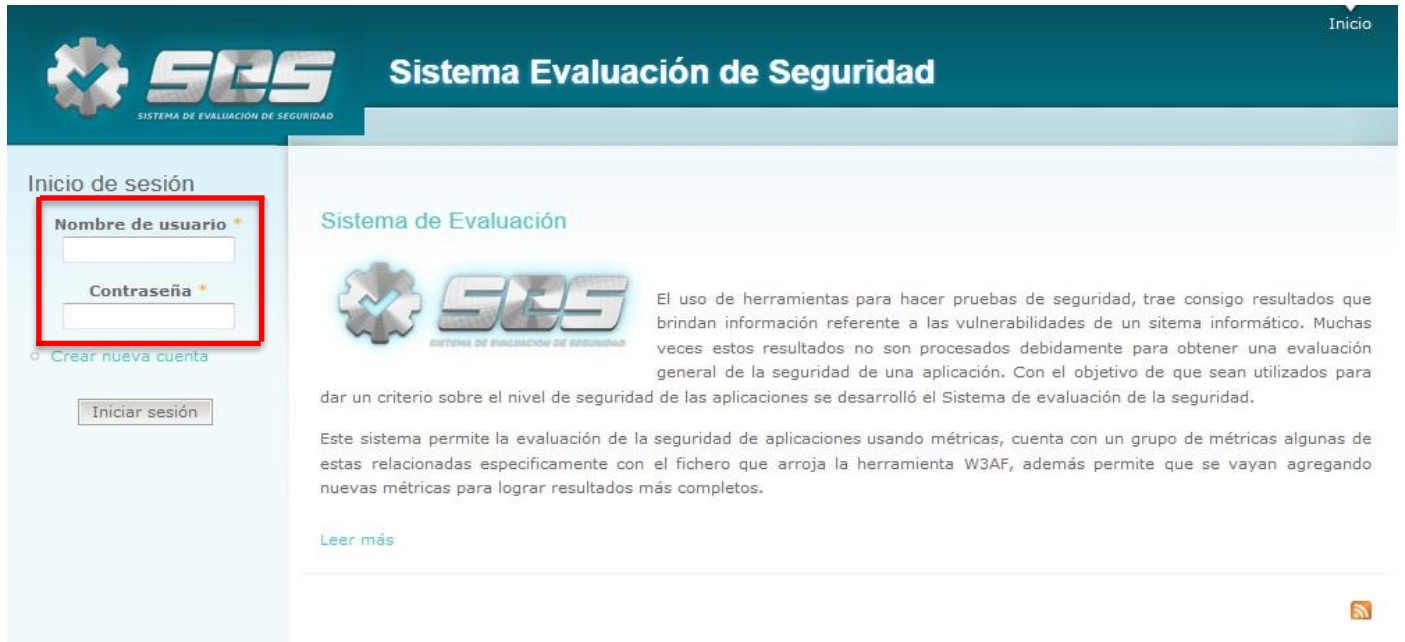 Inicio
SES
SISTEMA DE EVALUACIÓN DE SEGURIDAD
Sistema Evaluación de Seguridad
Inicio de sesión
Nombre de usuario *
Contraseña *
Crear nueva cuenta
Iniciar sesión
Sistema de Evaluación
SES
SISTEMA DE EVALUACIÓN DE SEGURIDAD
El uso de herramientas para hacer pruebas de seguridad, trae consigo resultados que
brindan información referente a las vulnerabilidades de un sitema informático. Muchas
veces estos resultados no son procesados debidamente para obtener una evaluación
general de la seguridad de una aplicación. Con el objetivo de que sean utilizados para
dar un criterio sobre el nivel de seguridad de las aplicaciones se desarrolló el Sistema de evaluación de la seguridad.
Este sistema permite la evaluación de la seguridad de aplicaciones usando métricas, cuenta con un grupo de métricas algunas de
estas relacionadas especificamente con el fichero que arroja la herramienta W3AF, además permite que se vayan agregando
nuevas métricas para lograr resultados más completos.
Leer más